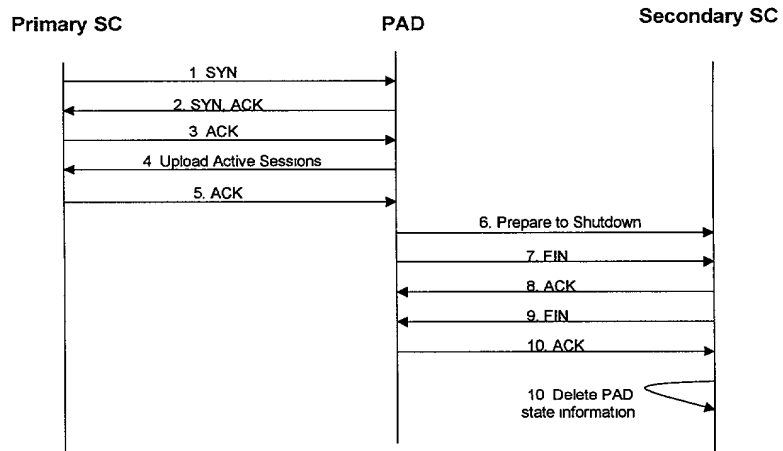 Primary SC
PAD
Secondary SC
1 SYN
2. SYN, ACK
3 ACK
4 Upload Active Sessions
5. ACK
6. Prepare to Shutdown
7. FIN
8. ACK
9. FIN
10. ACK
10 Delete PAD
state information